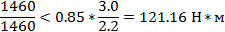 1460/1460 < 0.85 * 3.0/2.2 = 121.16 Н * м